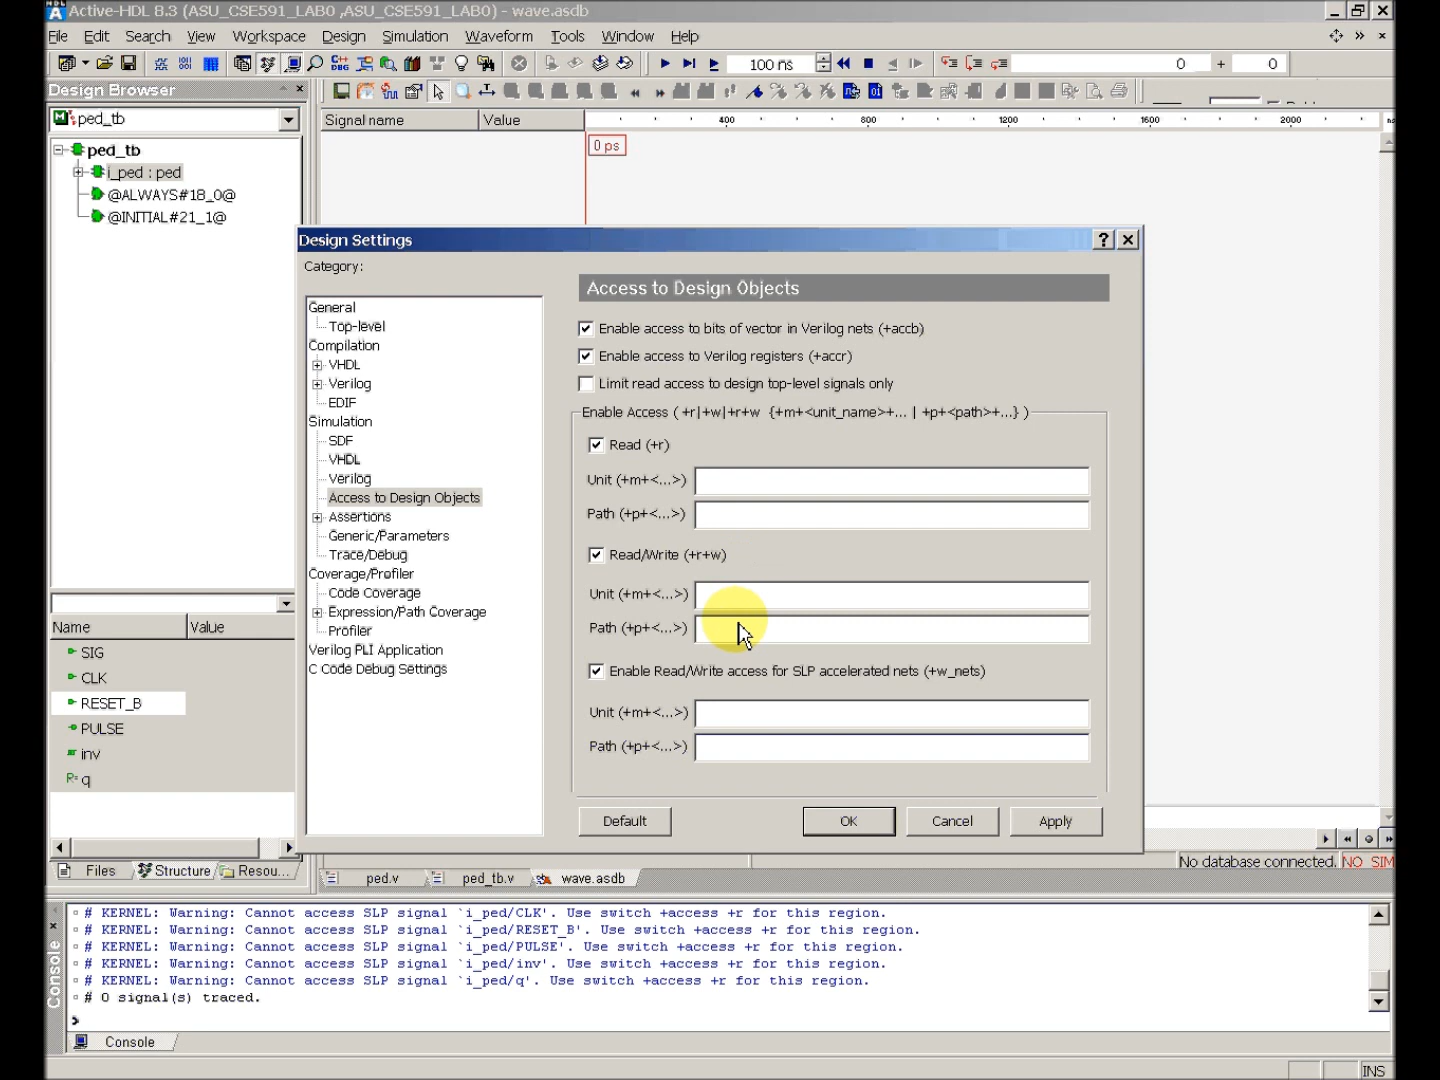 Active-HDL 8.3 (ASU_CSE591_LAB0 ,ASU_CSE591_LAB0) - wave.asdb
File Edit Search View Workspace Design Simulation Waveform Tools Window Help
100 ns
0 + 0
Design Browser
ped_tb
ped_tb
i_ped : ped
@ALWAYS#18_0@
@INITIAL#21_1@
Signal name Value
400 800 1200 1600 2000 ns
0 ps
Design Settings
Category:
General
Top-level
Compilation
VHDL
Verilog
EDIF
Simulation
SDF
VHDL
Verilog
Access to Design Objects
Assertions
Generic/Parameters
Trace/Debug
Coverage/Profiler
Code Coverage
Expression/Path Coverage
Profiler
Verilog PLI Application
C Code Debug Settings
Access to Design Objects
Enable access to bits of vector in Verilog nets (+accb)
Enable access to Verilog registers (+accr)
Limit read access to design top-level signals only
Enable Access ( +r|+w|+r+w {+m+<unit_name>+... | +p+<path>+...} )
Read (+r)
Unit (+m+<...>)
Path (+p+<...>)
Read/Write (+r+w)
Unit (+m+<...>)
Path (+p+<...>)
Enable Read/Write access for SLP accelerated nets (+w_nets)
Unit (+m+<...>)
Path (+p+<...>)
Default OK Cancel Apply
Name Value
SIG
CLK
RESET_B
PULSE
inv
q
Files Structure Resou...
ped.v ped_tb.v wave.asdb
No database connected. NO SIM
# KERNEL: Warning: Cannot access SLP signal `i_ped/CLK'. Use switch +access +r for this region.
# KERNEL: Warning: Cannot access SLP signal `i_ped/RESET_B'. Use switch +access +r for this region.
# KERNEL: Warning: Cannot access SLP signal `i_ped/PULSE'. Use switch +access +r for this region.
# KERNEL: Warning: Cannot access SLP signal `i_ped/inv'. Use switch +access +r for this region.
# KERNEL: Warning: Cannot access SLP signal `i_ped/q'. Use switch +access +r for this region.
# 0 signal(s) traced.
>
Console
Console
INS